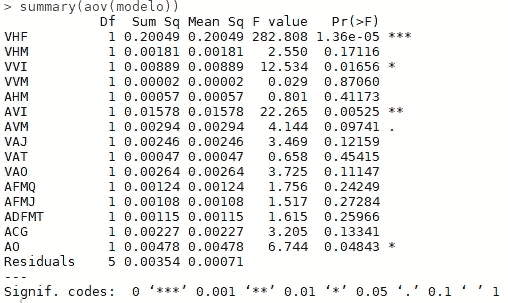 > summary(aov(modelo))
Df Sum Sq Mean Sq F value Pr(>F)
VHF 1 0.20049 0.20049 282.808 1.36e-05 ***
VHM 1 0.00181 0.00181 2.550 0.17116
VVI 1 0.00889 0.00889 12.534 0.01656 *
VVM 1 0.00002 0.00002 0.029 0.87060
AHM 1 0.00057 0.00057 0.801 0.41173
AVI 1 0.01578 0.01578 22.265 0.00525 **
AVM 1 0.00294 0.00294 4.144 0.09741 .
VAJ 1 0.00246 0.00246 3.469 0.12159
VAT 1 0.00047 0.00047 0.658 0.45415
VAO 1 0.00264 0.00264 3.725 0.11147
AFMQ 1 0.00124 0.00124 1.756 0.24249
AFMJ 1 0.00108 0.00108 1.517 0.27284
ADFMT 1 0.00115 0.00115 1.615 0.25966
ACG 1 0.00227 0.00227 3.205 0.13341
AO 1 0.00478 0.00478 6.744 0.04843 *
Residuals 5 0.00354 0.00071
---
Signif. codes: 0 ‘***’ 0.001 ‘**’ 0.01 ‘*’ 0.05 ‘.’ 0.1 ‘ ’ 1